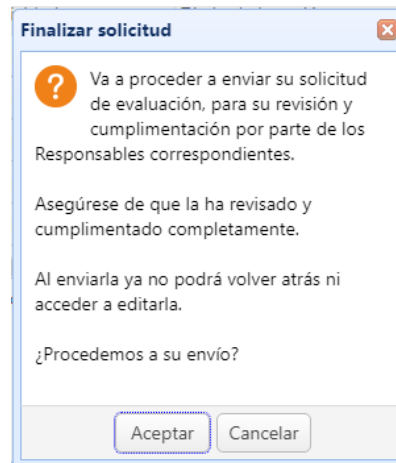 Finalizar solicitud
Va a proceder a enviar su solicitud
de evaluación, para su revisión y
cumplimentación por parte de los
Responsables correspondientes.
Asegúrese de que la ha revisado y
cumplimentado completamente.
Al enviarla ya no podrá volver atrás ni
acceder a editarla.
¿Procedemos a su envío?
Aceptar Cancelar